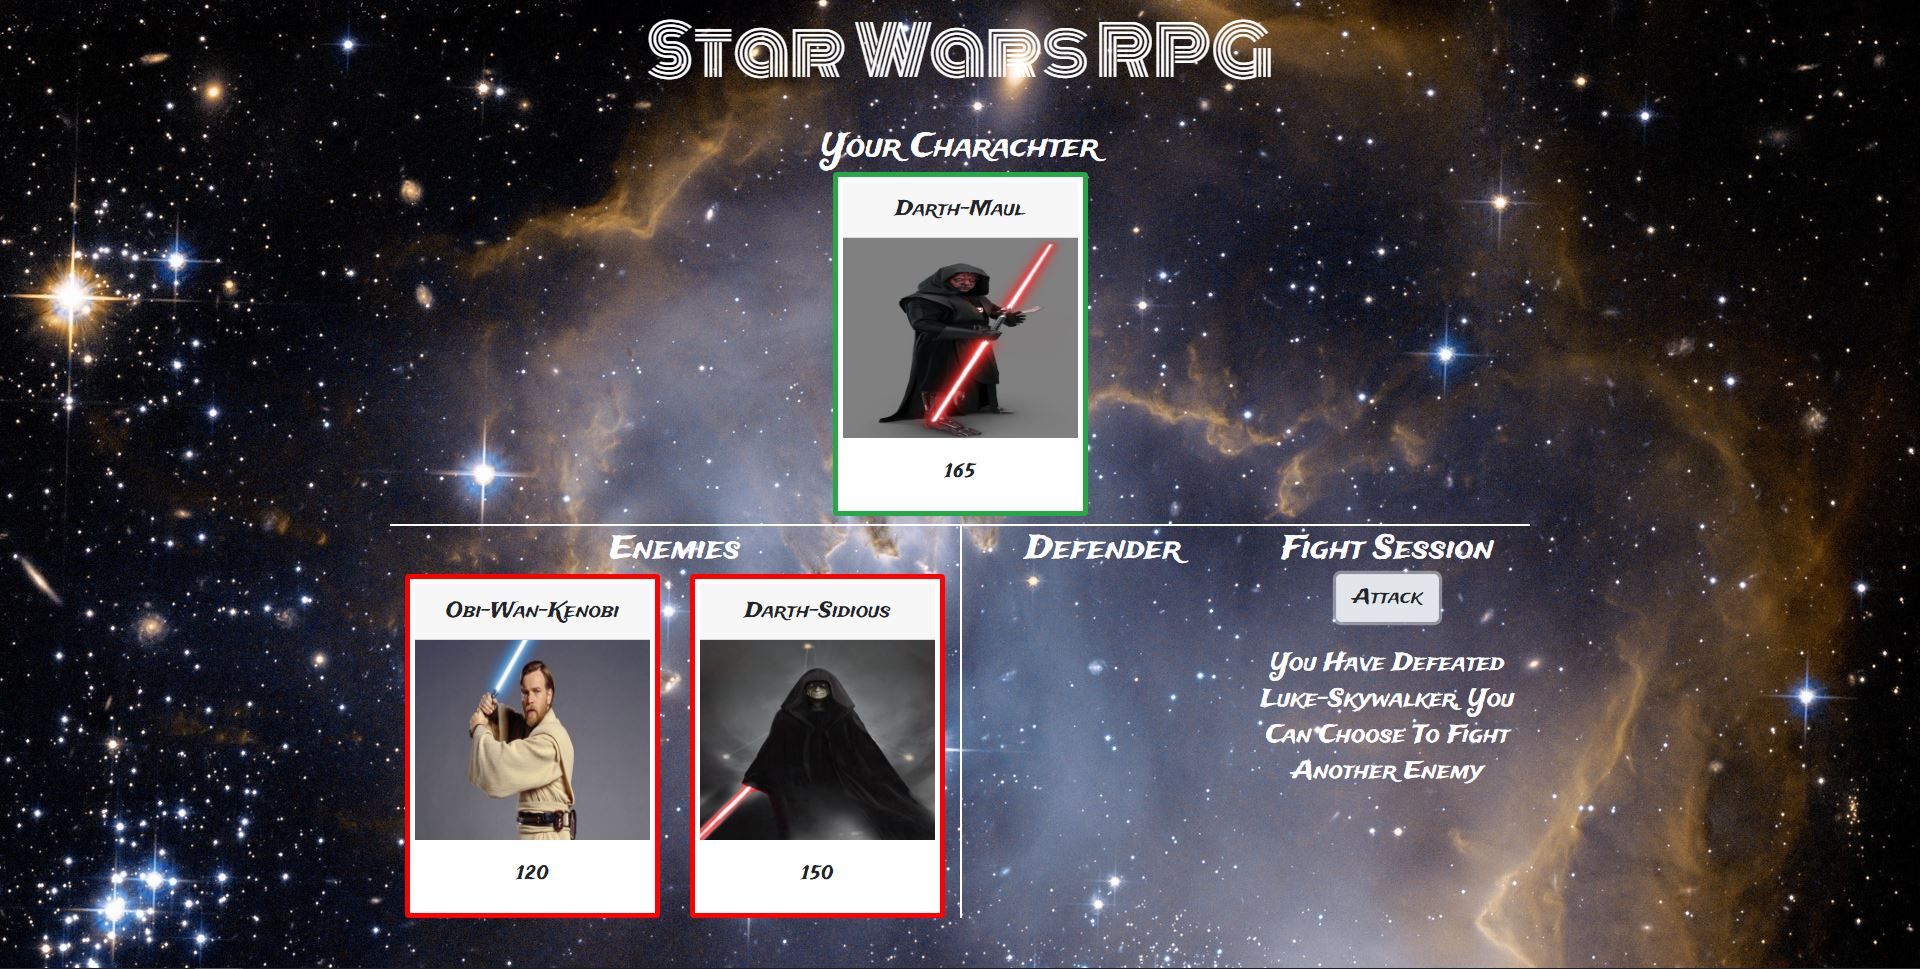 Star Wars RPG
Your Charachter
Darth-Maul
165
Enemies
Defender
Fight Session
Obi-Wan-Kenobi
120
Darth-Sidious
150
Attack
You Have Defeated
Luke-Skywalker, You
Can Choose To Fight
Another Enemy